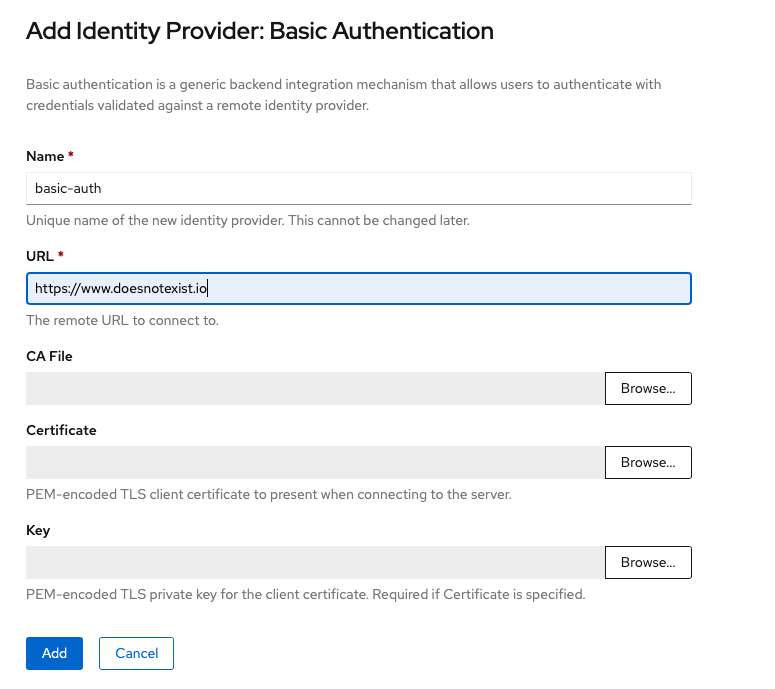 Add Identity Provider: Basic Authentication
Basic authentication is a generic backend integration mechanism that allows users to authenticate with
credentials validated against a remote identity provider.
Name *
basic-auth
Unique name of the new identity provider. This cannot be changed later.
URL *
https://www.doesnotexist.io
The remote URL to connect to.
CA File
Browse...
Certificate
Browse...
PEM-encoded TLS client certificate to present when connecting to the server.
Key
Browse...
PEM-encoded TLS private key for the client certificate. Required if Certificate is specified.
Add Cancel